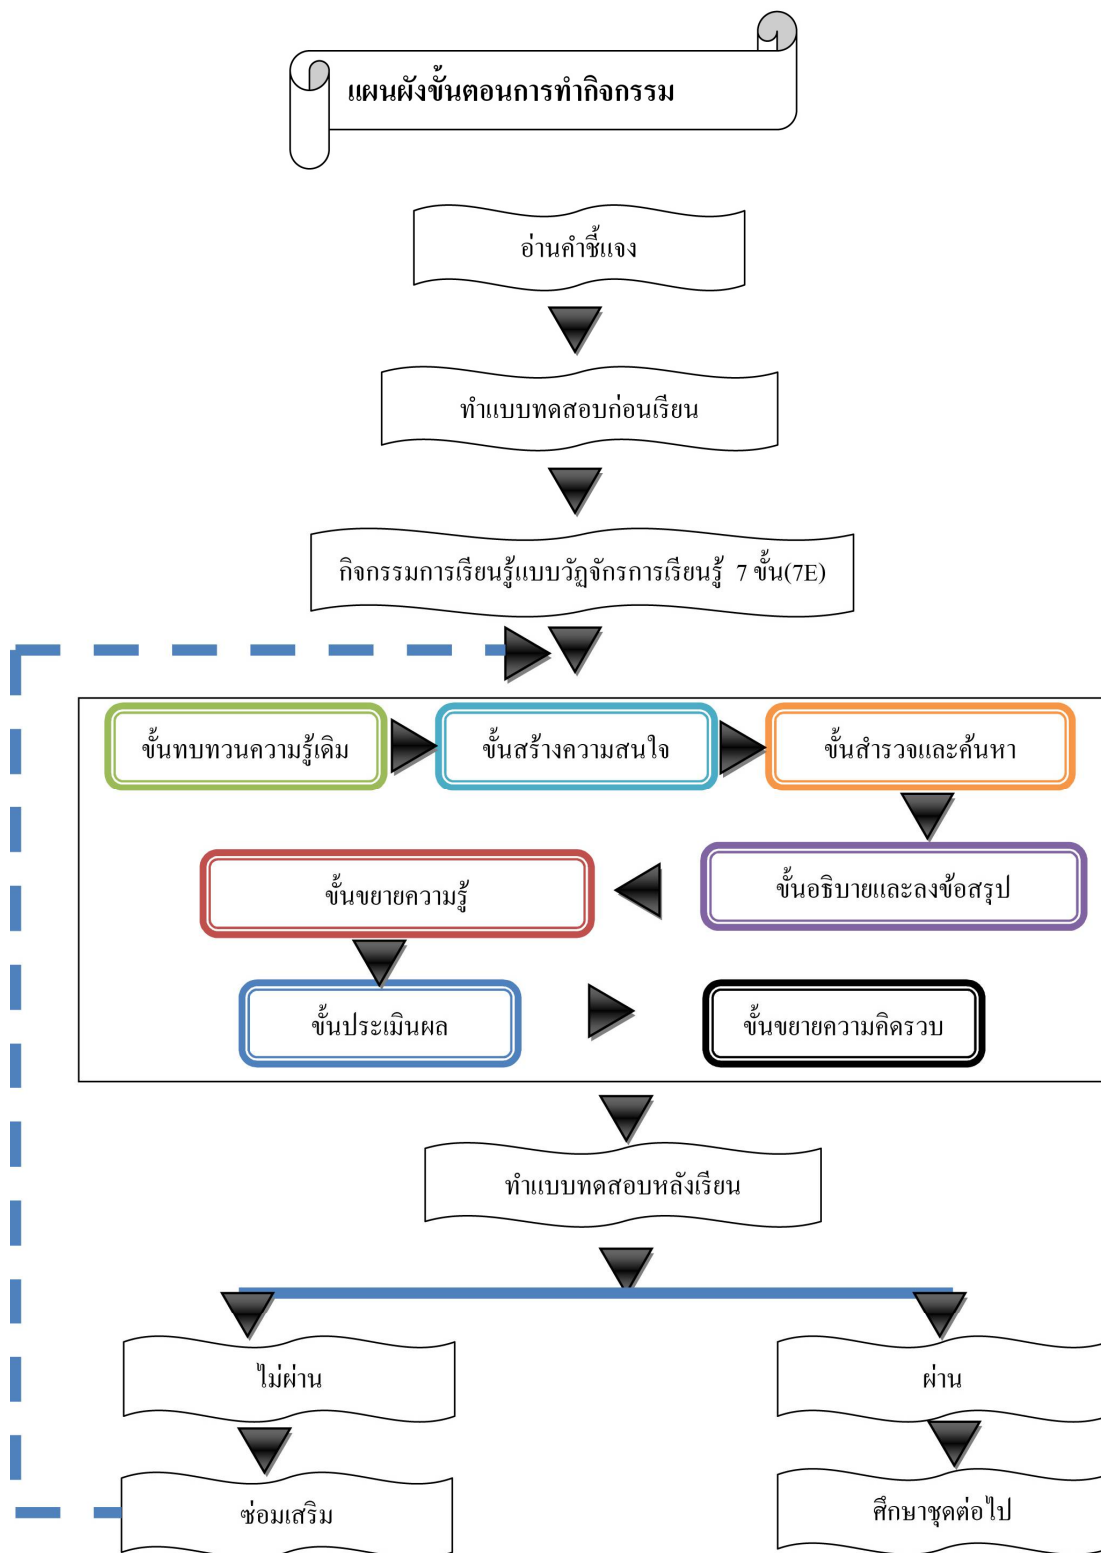 แผนผังขั้นตอนการทำกิจกรรม
อ่านคำชี้แจง
ทำแบบทดสอบก่อนเรียน
กิจกรรมการเรียนรู้แบบวัฏจักรการเรียนรู้ 7 ขั้น(7E)
ขั้นทบทวนความรู้เดิม
ขั้นสร้างความสนใจ
ขั้นสำรวจและค้นหา
ขั้นขยายความรู้
ขั้นอธิบายและลงข้อสรุป
ขั้นประเมินผล
ขั้นขยายความคิดรวบ
ทำแบบทดสอบหลังเรียน
ไม่ผ่าน
ผ่าน
ซ่อมเสริม
ศึกษาชุดต่อไป